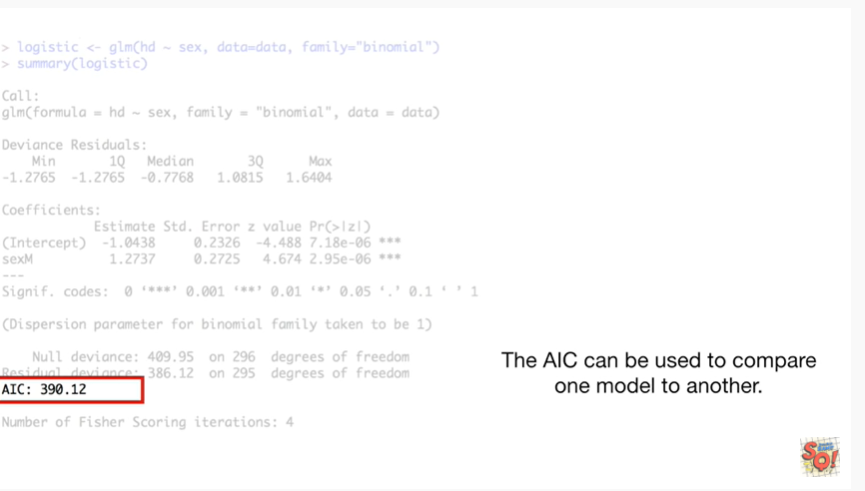 > logistic <- glm(hd ~ sex, data=data, family="binomial")
> summary(logistic)
Call:
glm(formula = hd ~ sex, family = "binomial", data = data)
Deviance Residuals:
Min 1Q Median 3Q Max
-1.2765 -1.2765 -0.7768 1.0815 1.6404
Coefficients:
Estimate Std. Error z value Pr(>|z|)
(Intercept) -1.0438 0.2326 -4.488 7.18e-06 ***
sexM 1.2737 0.2725 4.674 2.95e-06 ***
---
Signif. codes: 0 ‘***’ 0.001 ‘**’ 0.01 ‘*’ 0.05 ‘.’ 0.1 ‘ ’ 1
(Dispersion parameter for binomial family taken to be 1)
Null deviance: 409.95 on 296 degrees of freedom
Residual deviance: 386.12 on 295 degrees of freedom
AIC: 390.12
Number of Fisher Scoring iterations: 4
The AIC can be used to compare
one model to another.
SQ!